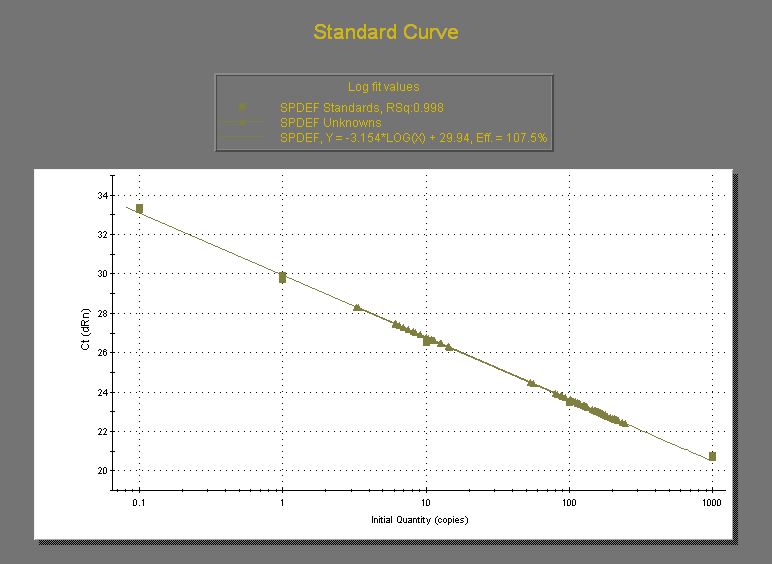 Standard Curve
Log fit values
SPDEF Standards, RSq:0.998
SPDEF Unknowns
SPDEF, Y = -3.154*LOG(X) + 29.94, Eff. = 107.5%
34
32
30
28
26
24
22
20
Ct (dRn)
0.1 1 10 100 1000
Initial Quantity (copies)